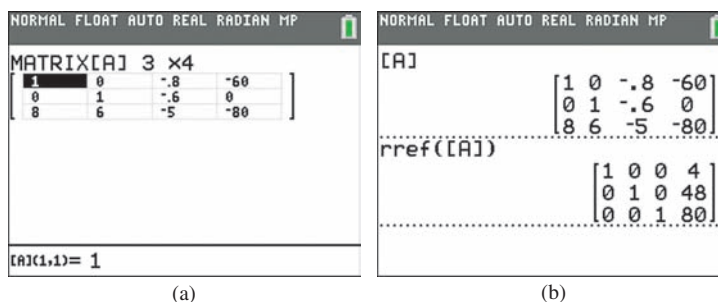 NORMAL FLOAT AUTO REAL RADIAN MP
MATRIX[A] 3 ×4
1 0 -.8 -60
0 1 -.6 0
8 6 -5 -80
[A](1,1)= 1
(a)
NORMAL FLOAT AUTO REAL RADIAN MP
[A]
[1 0 -.8 -60]
[0 1 -.6 0]
[8 6 -5 -80]
rref([A])
[1 0 0 4]
[0 1 0 48]
[0 0 1 80]
(b)